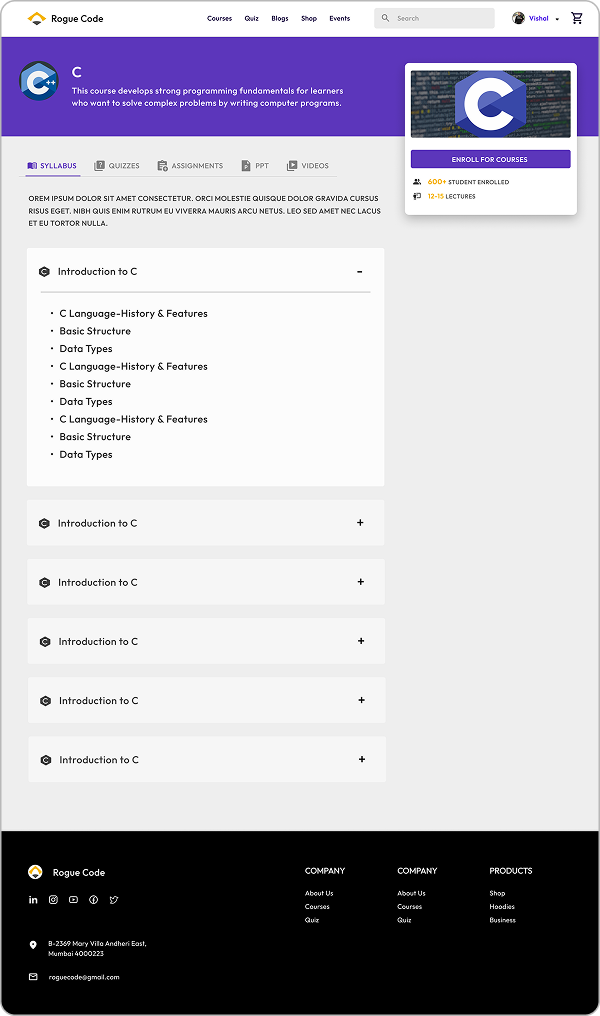 Rogue Code
Courses Quiz Blogs Shop Events
Search
Vishal
C++
C
This course develops strong programming fundamentals for learners
who want to solve complex problems by writing computer programs.
C
ENROLL FOR COURSES
600+ STUDENT ENROLLED
12-15 LECTURES
SYLLABUS QUIZZES ASSIGNMENTS PPT VIDEOS
OREM IPSUM DOLOR SIT AMET CONSECTETUR. ORCI MOLESTIE QUISQUE DOLOR GRAVIDA CURSUS
RISUS EGET. NIBH QUIS ENIM RUTRUM EU VIVERRA MAURIS ARCU NETUS. LEO SED AMET NEC LACUS
ET EU TORTOR NULLA.
Introduction to C -
• C Language-History & Features
• Basic Structure
• Data Types
• C Language-History & Features
• Basic Structure
• Data Types
• C Language-History & Features
• Basic Structure
• Data Types
Introduction to C +
Introduction to C +
Introduction to C +
Introduction to C +
Introduction to C +
Rogue Code
B-2369 Mary Villa Andheri East,
Mumbai 4000223
roguecode@gmail.com
COMPANY
About Us
Courses
Quiz
COMPANY
About Us
Courses
Quiz
PRODUCTS
Shop
Hoodies
Business